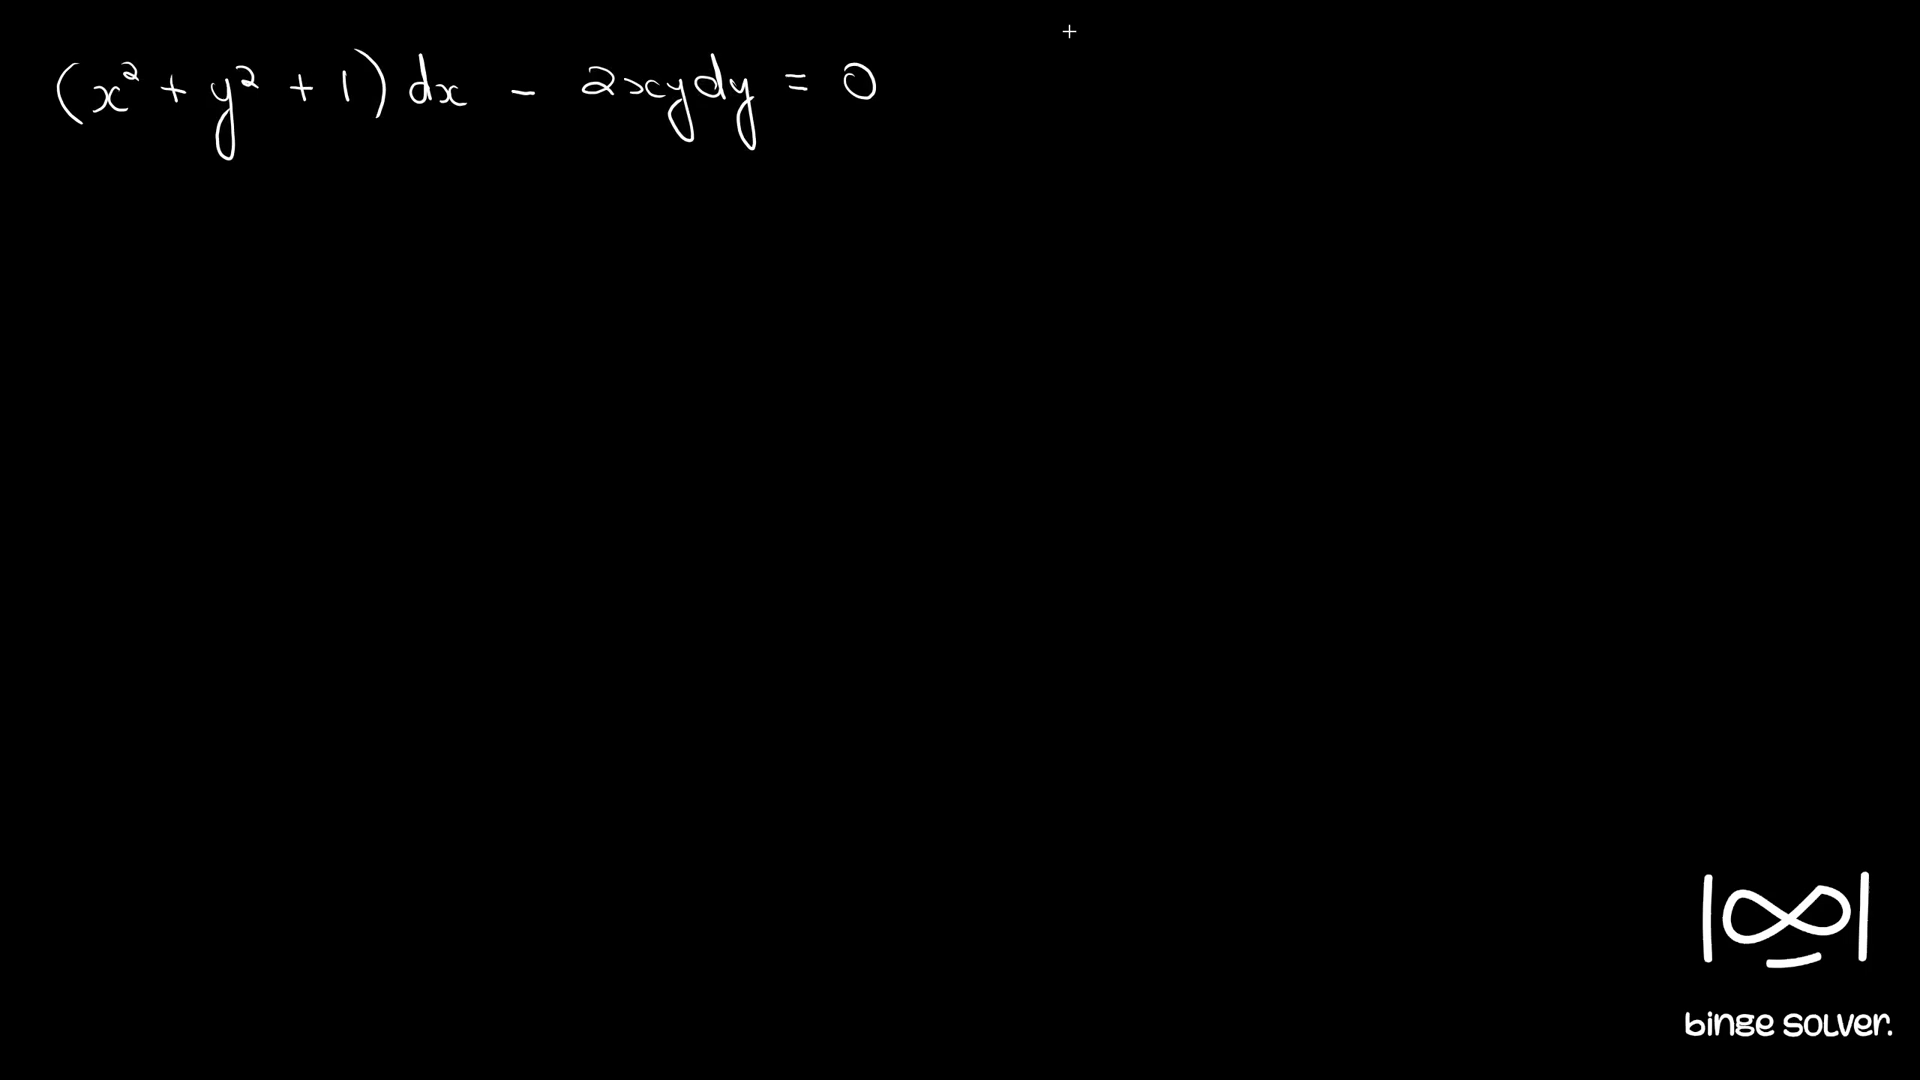 (x² + y² + 1) dx - 2xydy = 0
binge solver.